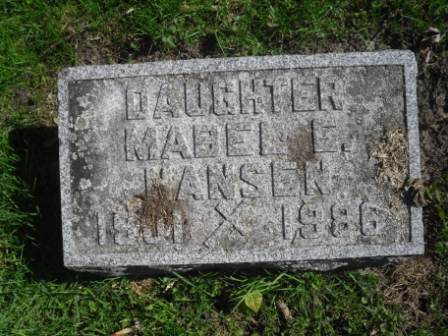 DAUGHTER
MABEL E.
HANSEN
1986